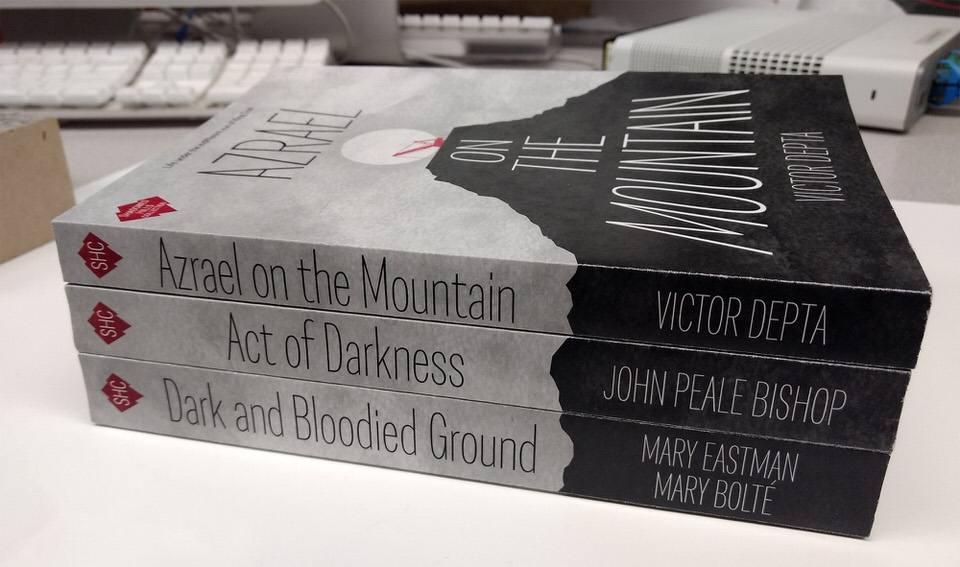 AZRAEL
ON
THE
MOUNTAIN
VICTOR DEPTA
SHC
Azrael on the Mountain
VICTOR DEPTA
SHC
Act of Darkness
JOHN PEALE BISHOP
SHC
Dark and Bloodied Ground
MARY EASTMAN
MARY BOLTÉ